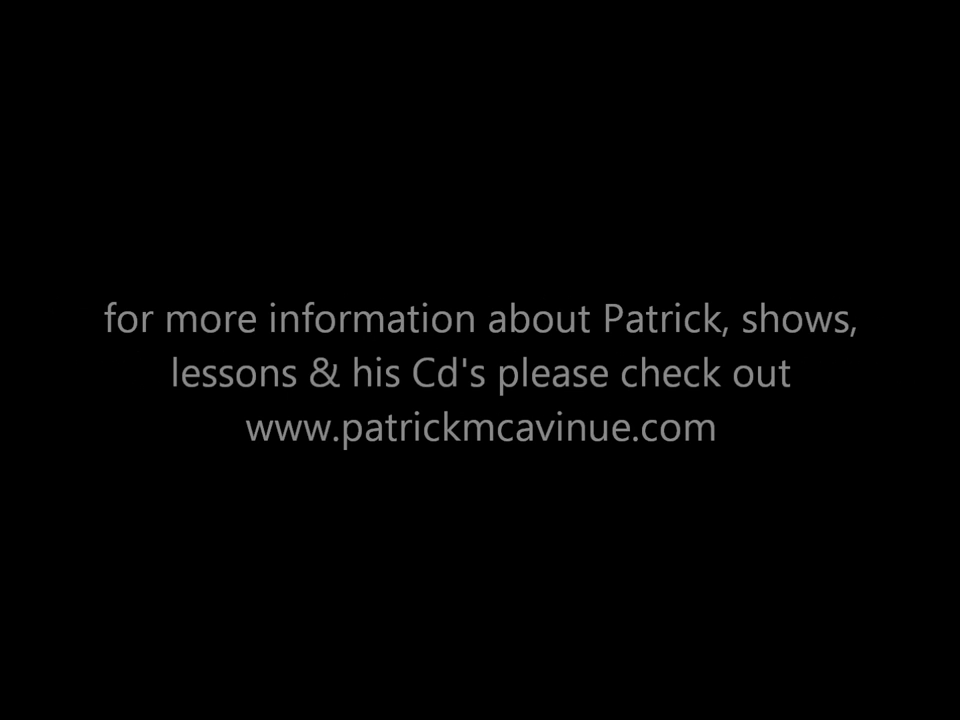 for more information about Patrick, shows,
lessons & his Cd's please check out
www.patrickmcavinue.com